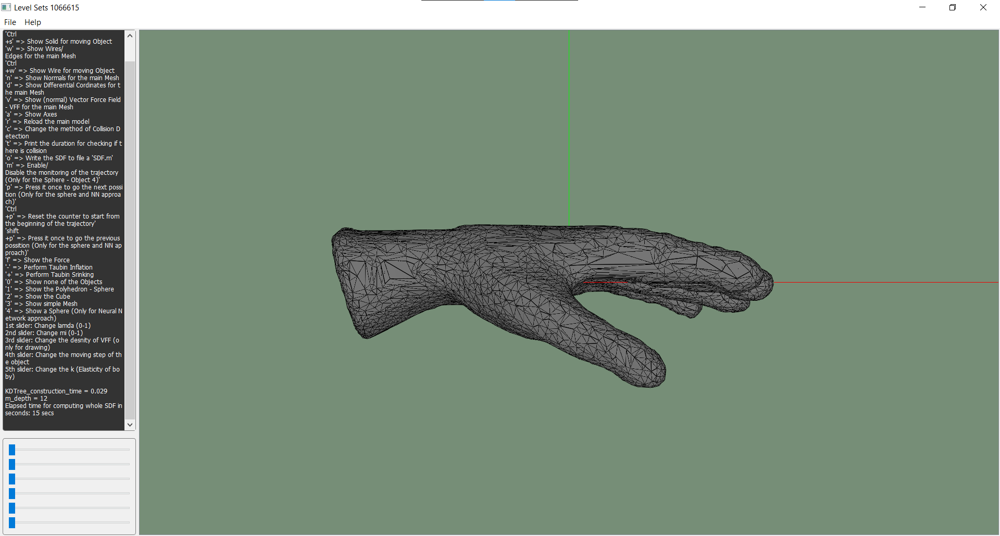 Level Sets 1066615
File Help
'Ctrl
+s' => Show Solid for moving Object
'w' => Show Wires/
Edges for the main Mesh
'Ctrl
+w' => Show Wire for moving Object
'n' => Show Normals for the main Mesh
'd' => Show Differential Cordinates for t
he main Mesh
'v' => Show (normal) Vector Force Field
- VFF for the main Mesh
'a' => Show Axes
'r' => Reload the main model
'c' => Change the method of Collision D
etection
't' => Print the duration for checking if t
here is collision
'o' => Write the SDF to file a 'SDF.m'
'm' => Enable/
Disable the monitoring of the trajectory
(Only for the Sphere - Object 4)'
'p' => Press it once to go the next possi
tion (Only for the sphere and NN approa
ch)'
'Ctrl
+p' => Reset the counter to start from
the beginning of the trajectory'
'shift
+p' => Press it once to go the previous
possition (Only for the sphere and NN ap
proach)'
'f' => Show the Force
'-' => Perform Taubin Inflation
'+' => Perform Taubin Srinking
'0' => Show none of the Objects
'1' => Show the Polyhedron - Sphere
'2' => Show the Cube
'3' => Show simple Mesh
'4' => Show a Sphere (Only for Neural N
etwork approach)
1st slider: Change lamda (0-1)
2nd slider: Change mi (0-1)
3rd slider: Change the desnity of VFF (o
nly for drawing)
4th slider: Change the moving step of th
e object
5th slider: Change the k (Elasticity of bo
by)
KDTree_construction_time = 0.029
m_depth = 12
Elapsed time for computing whole SDF in
seconds: 15 secs